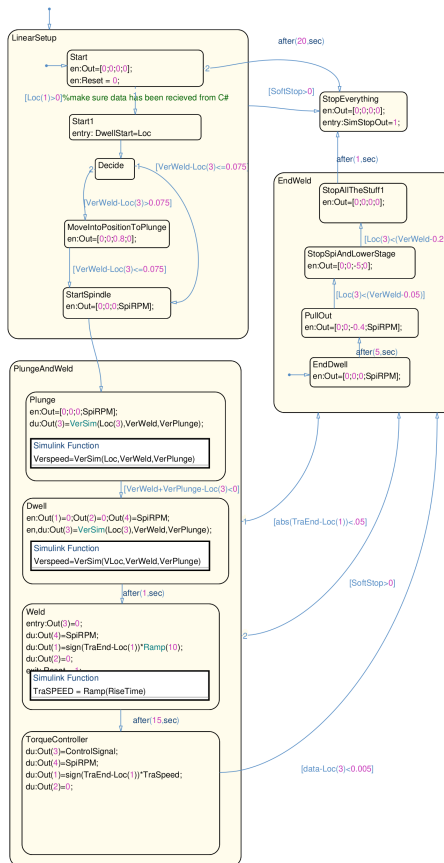 LinearSetup
Start
en:Out=[0;0;0;0];
en:Reset = 0;
2
after(20,sec)
[Loc(1)>0]%make sure data has been recieved from C#
[SoftStop>0]
StopEverything
en:Out=[0;0;0;0];
entry:SimStopOut=1;
Start1
entry: DwellStart=Loc
Decide
2
1
[VerWeld-Loc(3)<=0.075
[VerWeld-Loc(3)>0.075]
MoveIntoPositionToPlunge
en:Out=[0;0;0.8;0];
[VerWeld-Loc(3)<=0.075]
StartSpindle
en:Out=[0;0;0;SpiRPM];
after(1,sec)
EndWeld
StopAllTheStuff1
en:Out=[0;0;0;0];
[Loc(3)<(VerWeld-0.2
StopSpiAndLowerStage
en:Out=[0;0;-5;0];
[Loc(3)<(VerWeld-0.05)]
PullOut
en:Out=[0;0;-0.4;SpiRPM];
after(5,sec)
EndDwell
en:Out=[0;0;0;SpiRPM];
PlungeAndWeld
Plunge
en:Out=[0;0;0;SpiRPM];
du:Out(3)=VerSim(Loc(3),VerWeld,VerPlunge);
Simulink Function
Verspeed=VerSim(Loc,VerWeld,VerPlunge)
[VerWeld+VerPlunge-Loc(3)<0]
Dwell
en:Out(1)=0;Out(2)=0;Out(4)=SpiRPM;
en,du:Out(3)=VerSim(Loc(3),VerWeld,VerPlunge);
Simulink Function
Verspeed=VerSim(VLoc,VerWeld,VerPlunge)
1
[abs(TraEnd-Loc(1))<.05]
after(1,sec)
[SoftStop>0]
Weld
entry:Out(3)=0;
du:Out(4)=SpiRPM;
du:Out(1)=sign(TraEnd-Loc(1))*Ramp(10);
du:Out(2)=0;
2
Simulink Function
TraSPEED = Ramp(RiseTime)
after(15,sec)
TorqueController
du:Out(3)=ControlSignal;
du:Out(4)=SpiRPM;
du:Out(1)=sign(TraEnd-Loc(1))*TraSpeed;
du:Out(2)=0;
[data-Loc(3)<0.005]